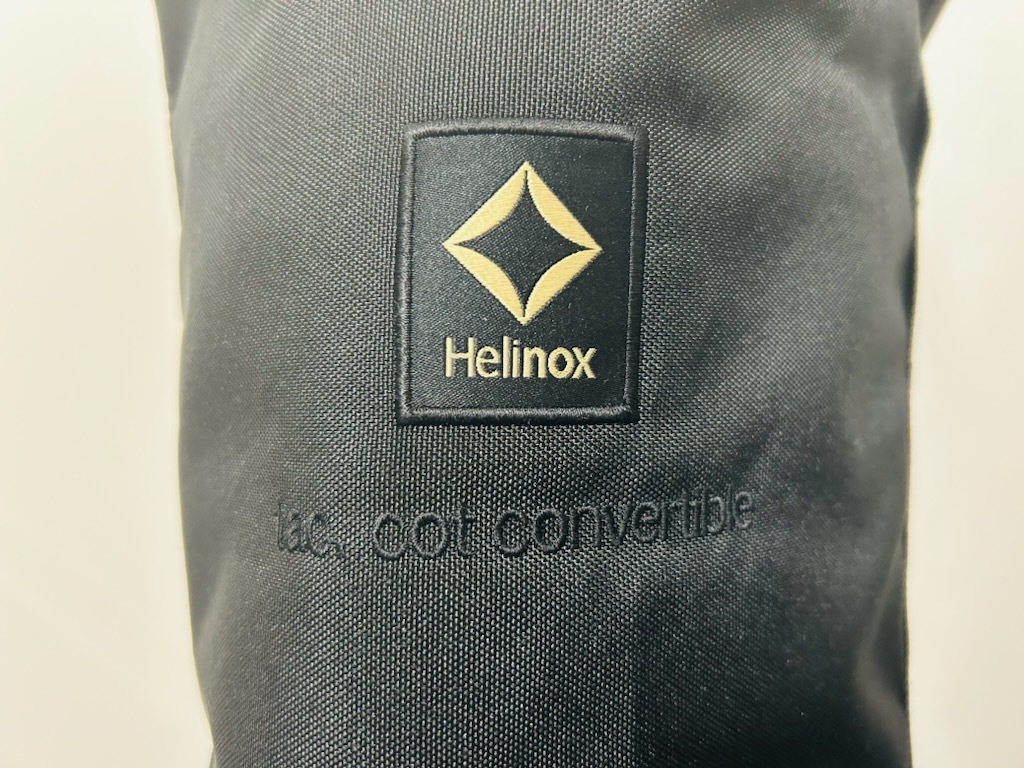 Helinox
tac. cot convertible